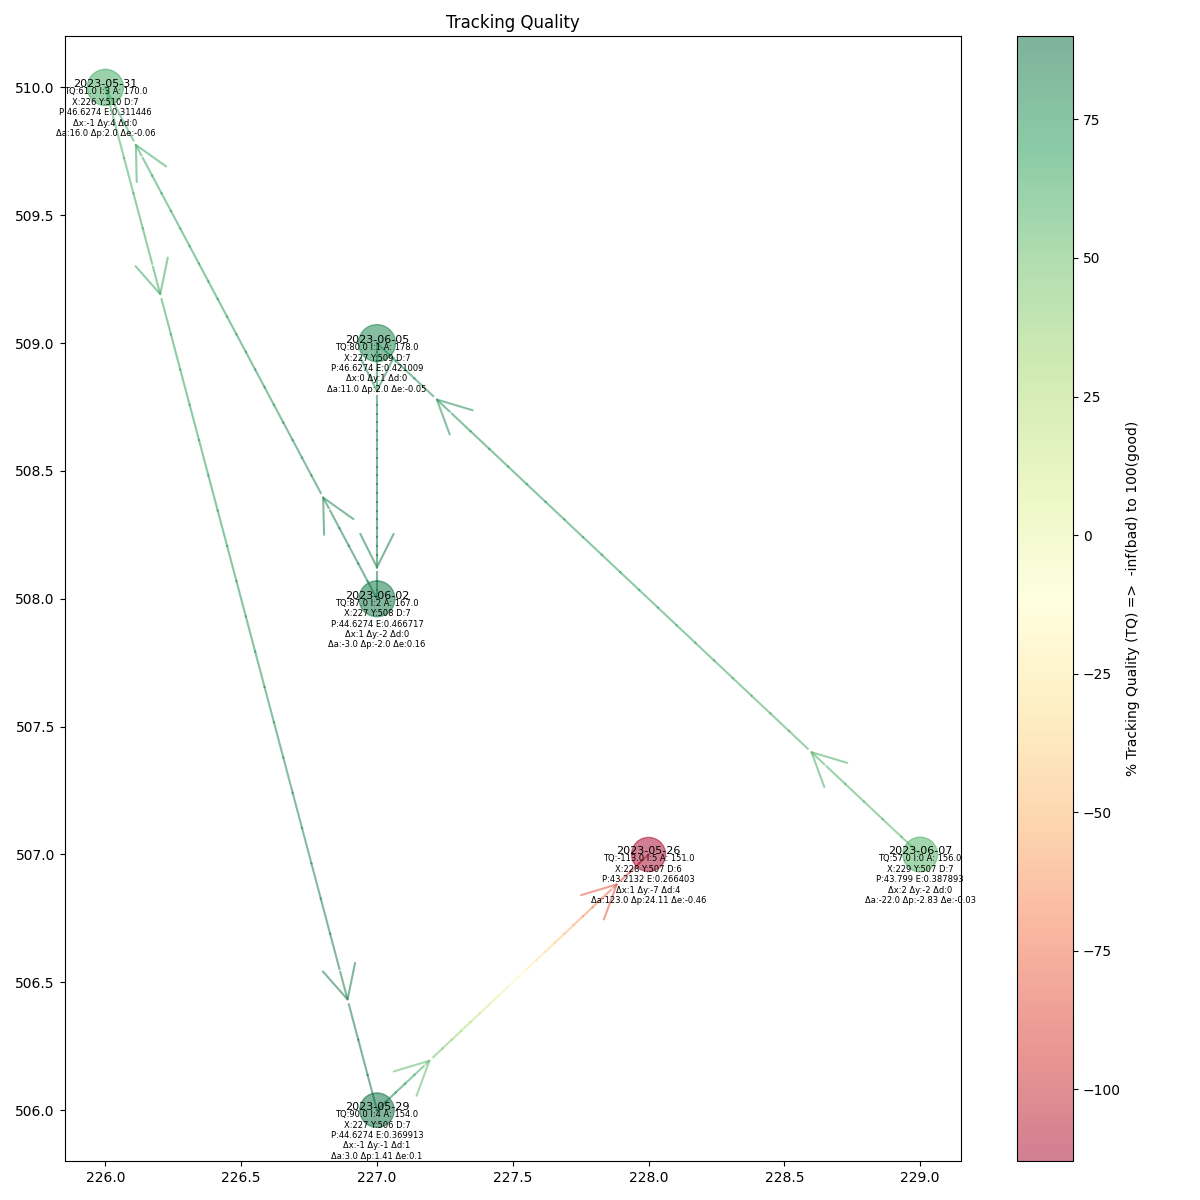 Tracking Quality
510.0
509.5
509.0
508.5
508.0
507.5
507.0
506.5
506.0
226.0
226.5
227.0
227.5
228.0
228.5
229.0
2023-05-31
TQ:61.0 I:3 A: 170.0
X:226 Y:510 D:7
P:46.6274 E:0.311446
Δx:-1 Δy:4 Δd:0
Δa:16.0 Δp:2.0 Δe:-0.06
2023-06-05
TQ:80.0 I:1 A: 178.0
X:227 Y:509 D:7
P:46.6274 E:0.421009
Δx:0 Δy:1 Δd:0
Δa:11.0 Δp:2.0 Δe:-0.05
2023-06-02
TQ:87.0 I:2 A: 167.0
X:227 Y:508 D:7
P:44.6274 E:0.466717
Δx:1 Δy:-2 Δd:0
Δa:-3.0 Δp:-2.0 Δe:0.16
2023-05-26
TQ:-113.0 I:5 A: 151.0
X:228 Y:507 D:6
P:43.2132 E:0.266403
Δx:1 Δy:-7 Δd:4
Δa:123.0 Δp:24.11 Δe:-0.46
2023-06-07
TQ:57.0 I:0 A: 156.0
X:229 Y:507 D:7
P:43.799 E:0.387893
Δx:2 Δy:-2 Δd:0
Δa:-22.0 Δp:-2.83 Δe:-0.03
2023-05-29
TQ:90.0 I:4 A: 154.0
X:227 Y:506 D:7
P:44.6274 E:0.369913
Δx:-1 Δy:-1 Δd:1
Δa:3.0 Δp:1.41 Δe:0.1
75
50
25
0
−25
−50
−75
−100
% Tracking Quality (TQ) => -inf(bad) to 100(good)